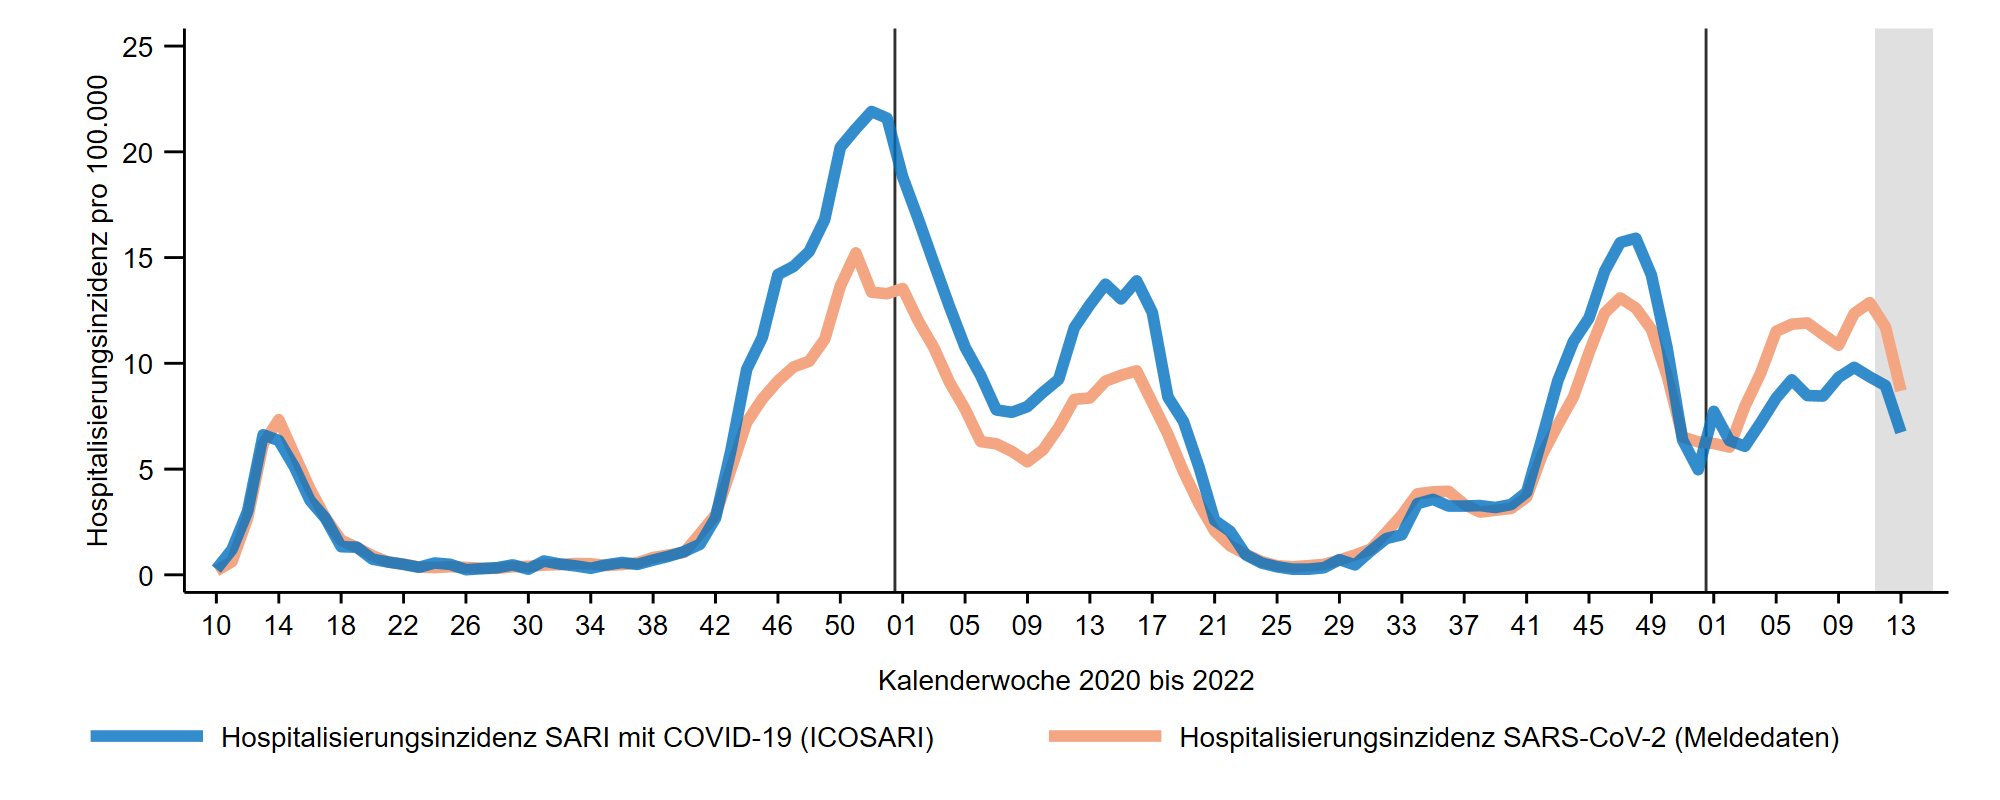 Hospitalisierungsinzidenz pro 100.000
25
20
15
10
5
0
10 14 18 22 26 30 34 38 42 46 50 01 05 09 13 17 21 25 29 33 37 41 45 49 01 05 09 13
Kalenderwoche 2020 bis 2022
Hospitalisierungsinzidenz SARI mit COVID-19 (ICOSARI) Hospitalisierungsinzidenz SARS-CoV-2 (Meldedaten)